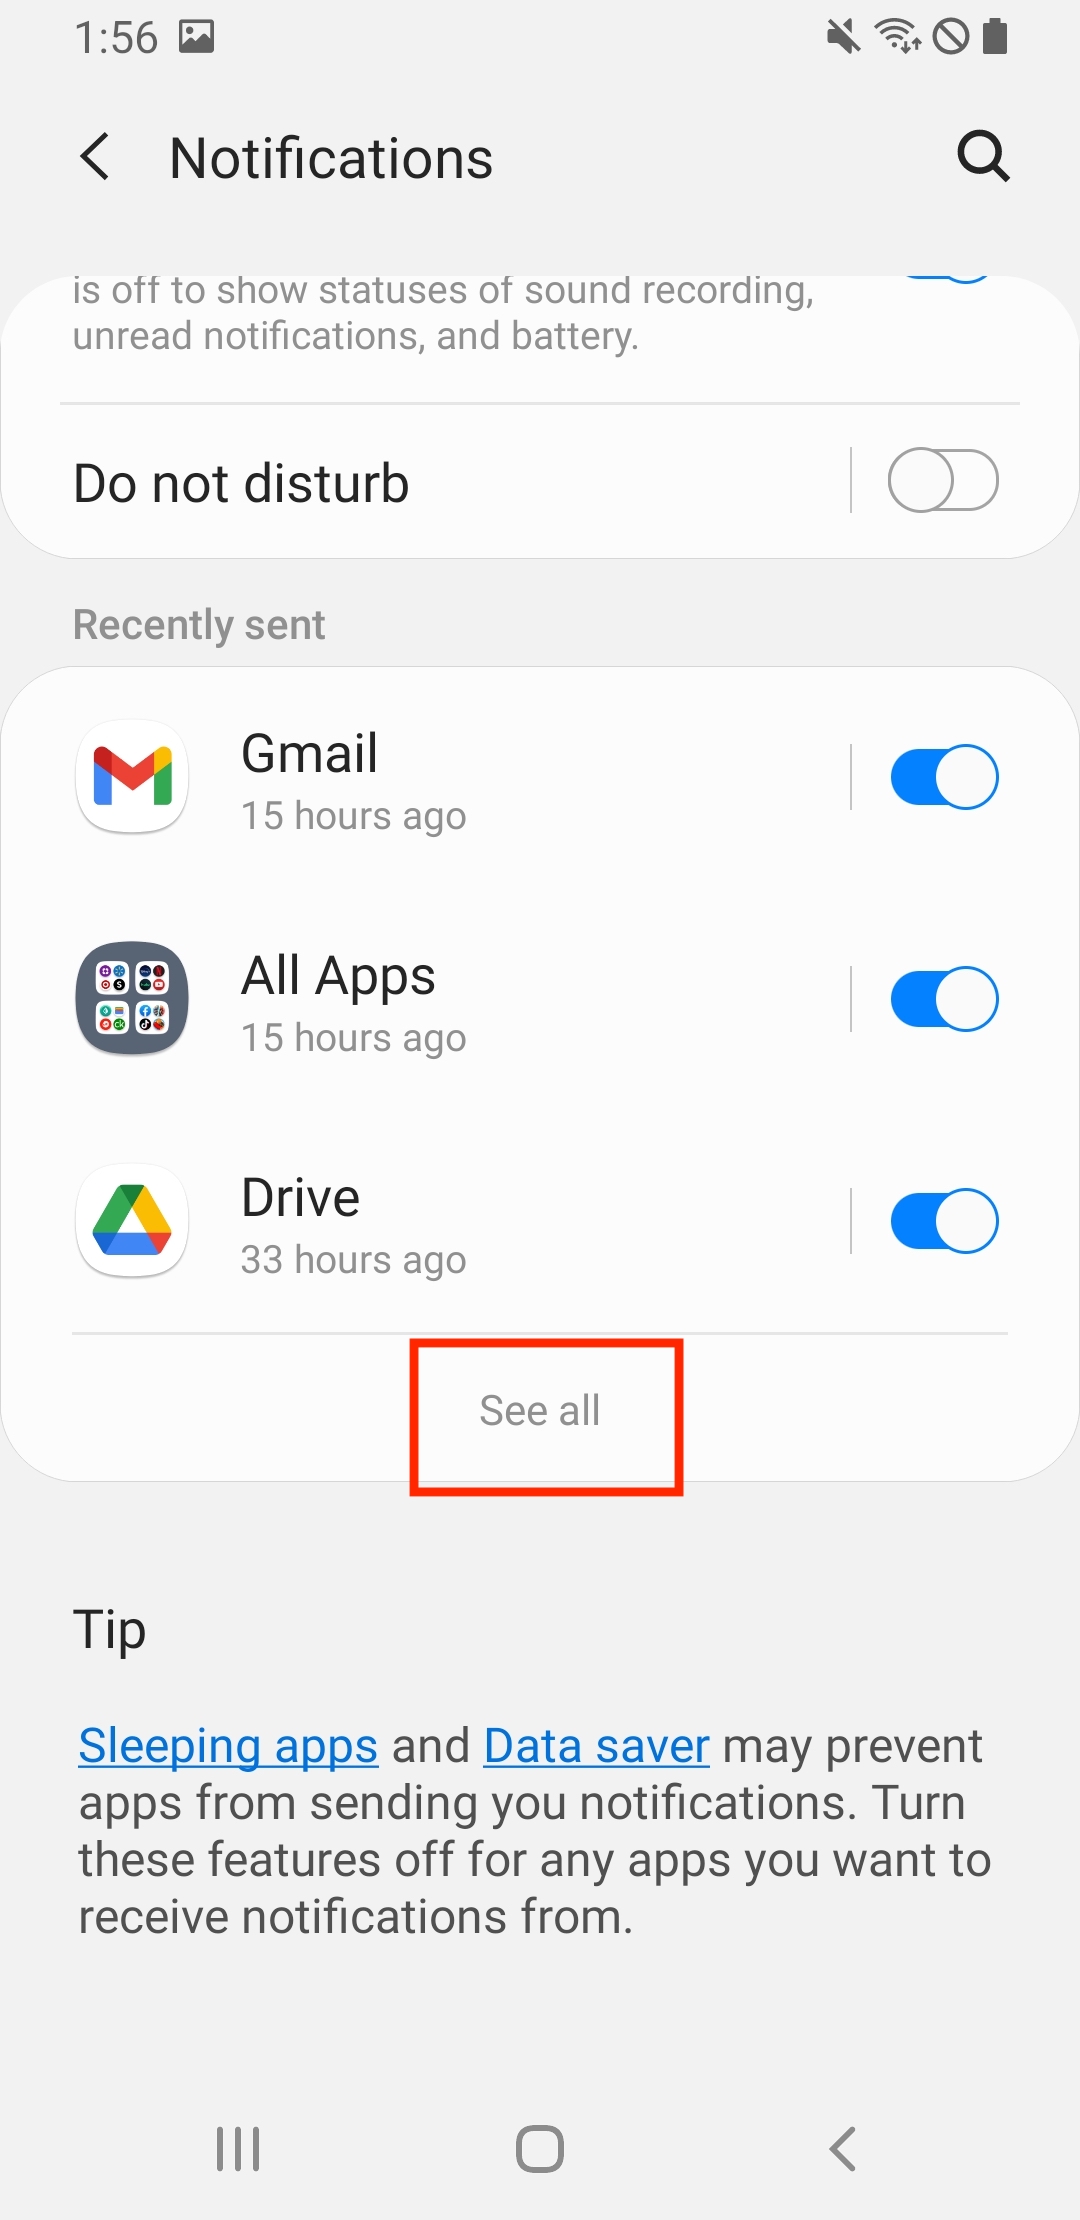 1:56
Notifications
is off to show statuses of sound recording,
unread notifications, and battery.
Do not disturb
Recently sent
Gmail
15 hours ago
All Apps
15 hours ago
Drive
33 hours ago
See all
Tip
Sleeping apps and Data saver may prevent
apps from sending you notifications. Turn
these features off for any apps you want to
receive notifications from.